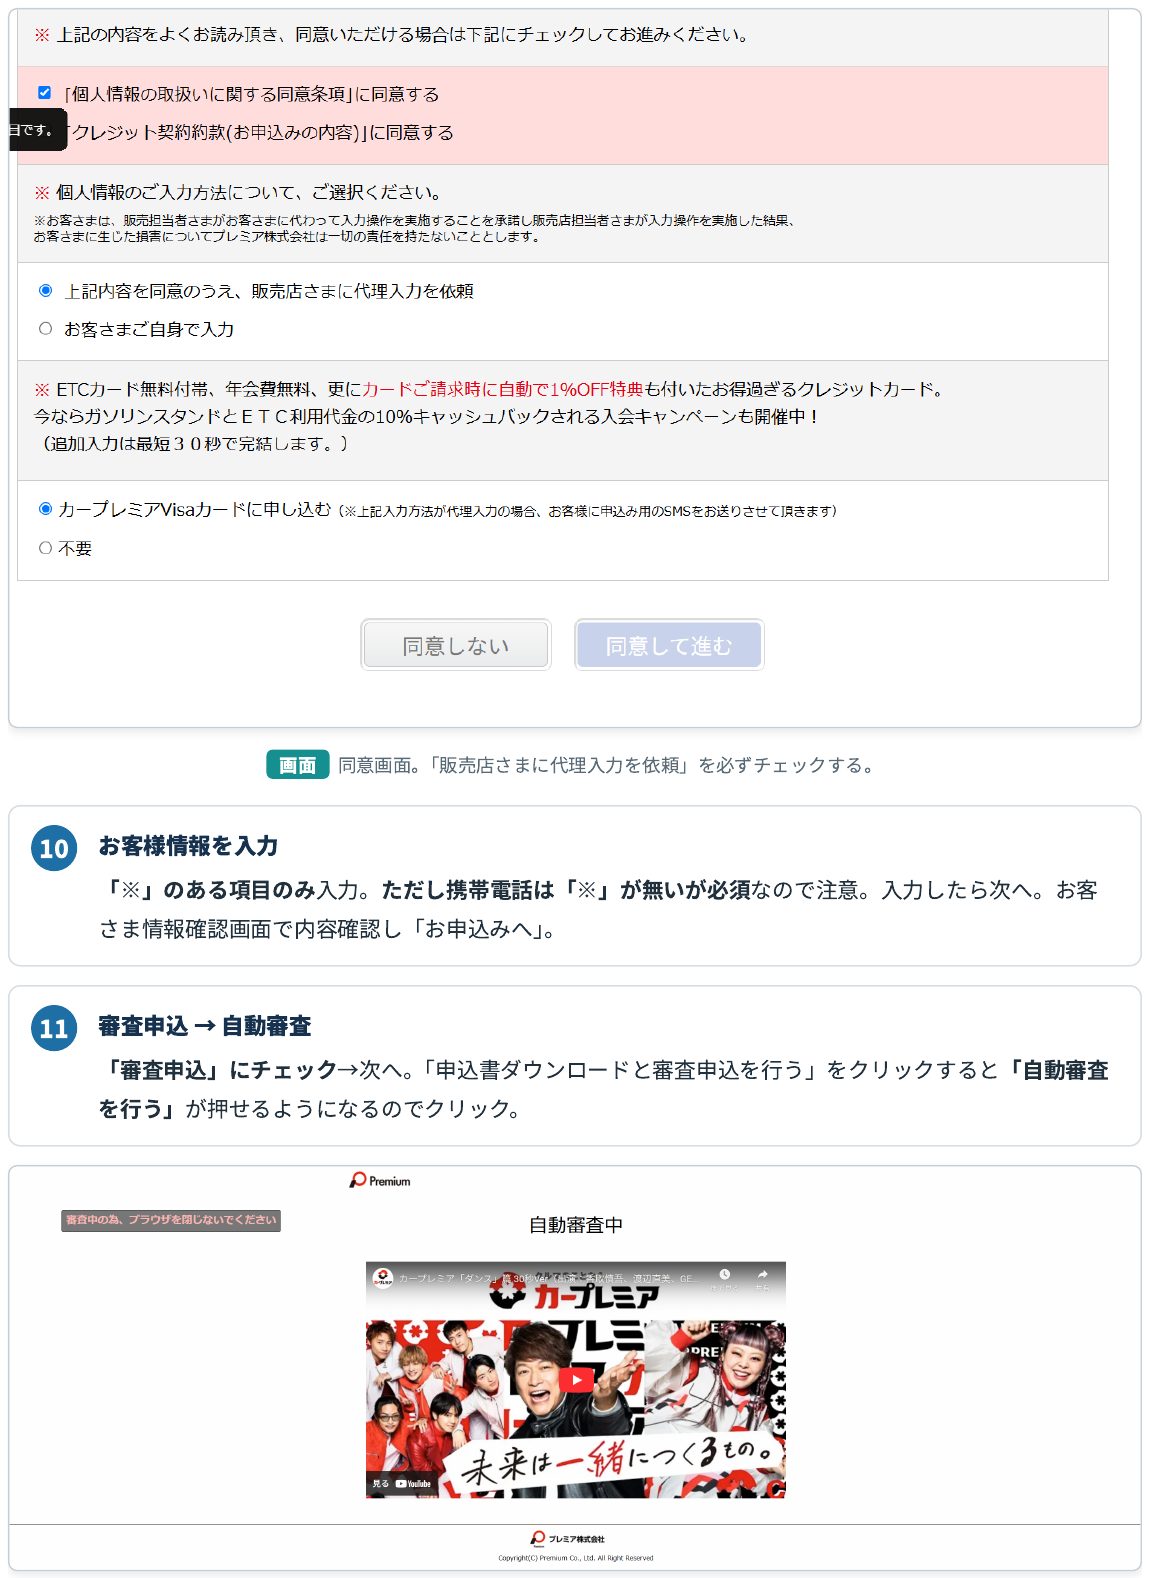 ※ 上記の内容をよくお読み頂き、同意いただける場合は下記にチェックしてお進みください。
「個人情報の取扱いに関する同意条項」に同意する
目です。
「クレジット契約約款(お申込みの内容)」に同意する
※ 個人情報のご入力方法について、ご選択ください。
※お客さまは、販売担当者さまがお客さまに代わって入力操作を実施することを承諾し販売店担当者さまが入力操作を実施した結果、
お客さまに生じた損害についてプレミア株式会社は一切の責任を持たないこととします。
上記内容を同意のうえ、販売店さまに代理入力を依頼
お客さまご自身で入力
※ ETCカード無料付帯、年会費無料、更にカードご請求時に自動で1%OFF特典も付いたお得過ぎるクレジットカード。
今ならガソリンスタンドとＥＴＣ利用代金の10%キャッシュバックされる入会キャンペーンも開催中！
（追加入力は最短３０秒で完結します。）
カープレミアVisaカードに申し込む（※上記入力方法が代理入力の場合、お客様に申込み用のSMSをお送りさせて頂きます）
不要
同意しない
同意して進む
画面 同意画面。「販売店さまに代理入力を依頼」を必ずチェックする。
10 お客様情報を入力
「※」のある項目のみ入力。ただし携帯電話は「※」が無いが必須なので注意。入力したら次へ。お客
さま情報確認画面で内容確認し「お申込みへ」。
11 審査申込 → 自動審査
「審査申込」にチェック→次へ。「申込書ダウンロードと審査申込を行う」をクリックすると「自動審査
を行う」が押せるようになるのでクリック。
Premium
審査中の為、ブラウザを閉じないでください
自動審査中
カープレミア「ダンス」篇 30秒Ver
カープレミア
未来は一緒につくるもの。
見る YouTube
プレミア株式会社
Copyright(C) Premium Co., Ltd. All Right Reserved